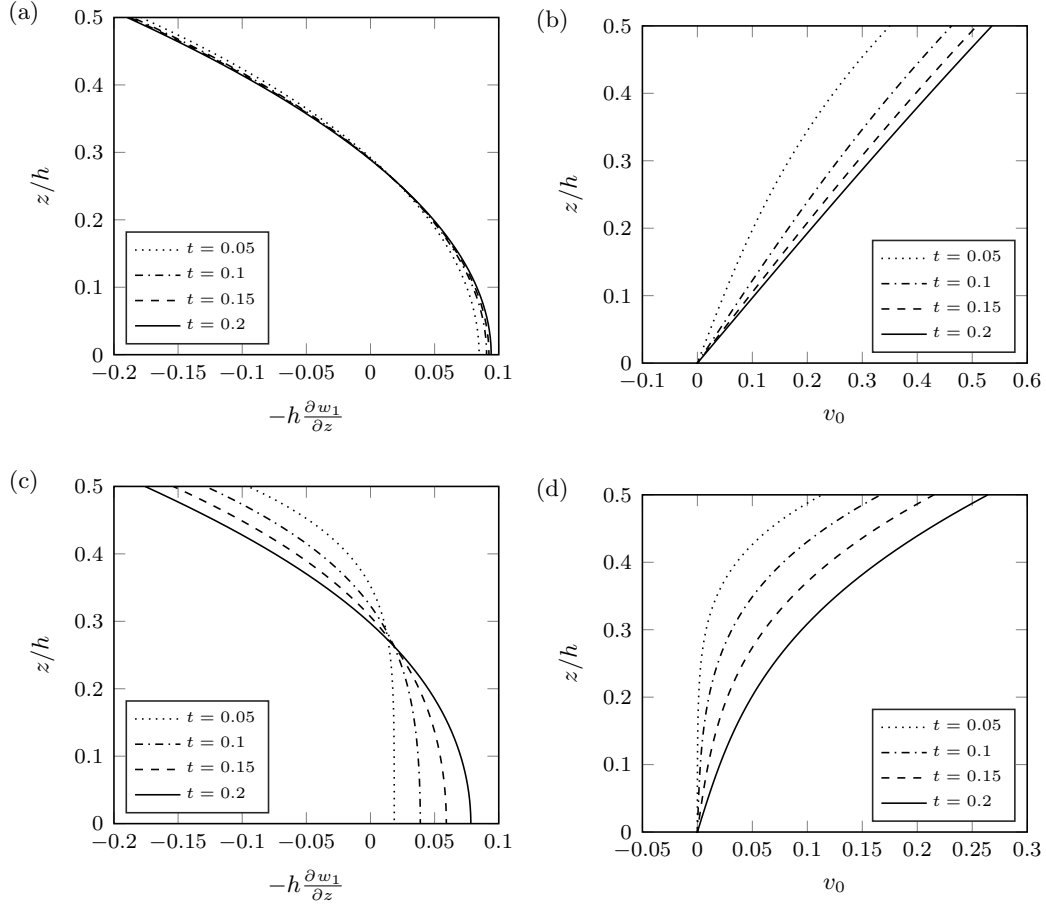 (a)
0.5
0.4
0.3
0.2
0.1
0
z/h
t = 0.05
t = 0.1
t = 0.15
t = 0.2
−0.2 −0.15 −0.1 −0.05 0 0.05 0.1
−h ∂w₁/∂z
(b)
0.5
0.4
0.3
0.2
0.1
0
z/h
t = 0.05
t = 0.1
t = 0.15
t = 0.2
−0.1 0 0.1 0.2 0.3 0.4 0.5 0.6
v₀
(c)
0.5
0.4
0.3
0.2
0.1
0
z/h
t = 0.05
t = 0.1
t = 0.15
t = 0.2
−0.2 −0.15 −0.1 −0.05 0 0.05 0.1
−h ∂w₁/∂z
(d)
0.5
0.4
0.3
0.2
0.1
0
z/h
t = 0.05
t = 0.1
t = 0.15
t = 0.2
−0.05 0 0.05 0.1 0.15 0.2 0.25 0.3
v₀